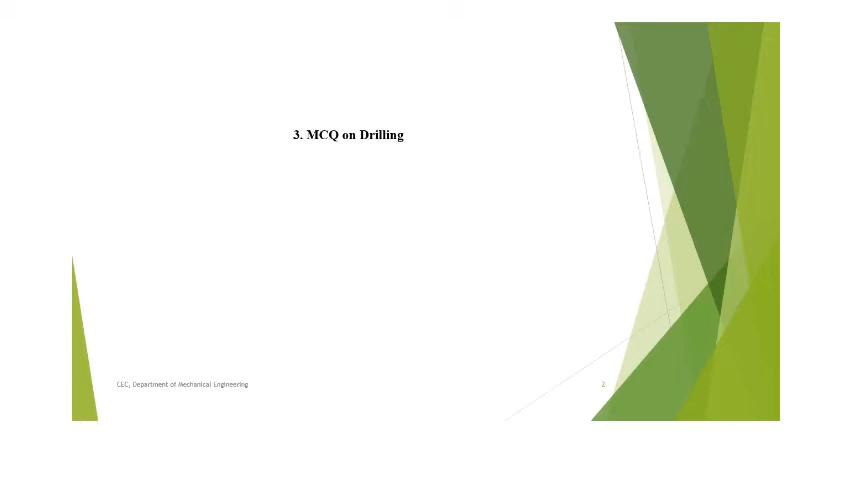 3. MCQ on Drilling
CEC, Department of Mechanical Engineering
2